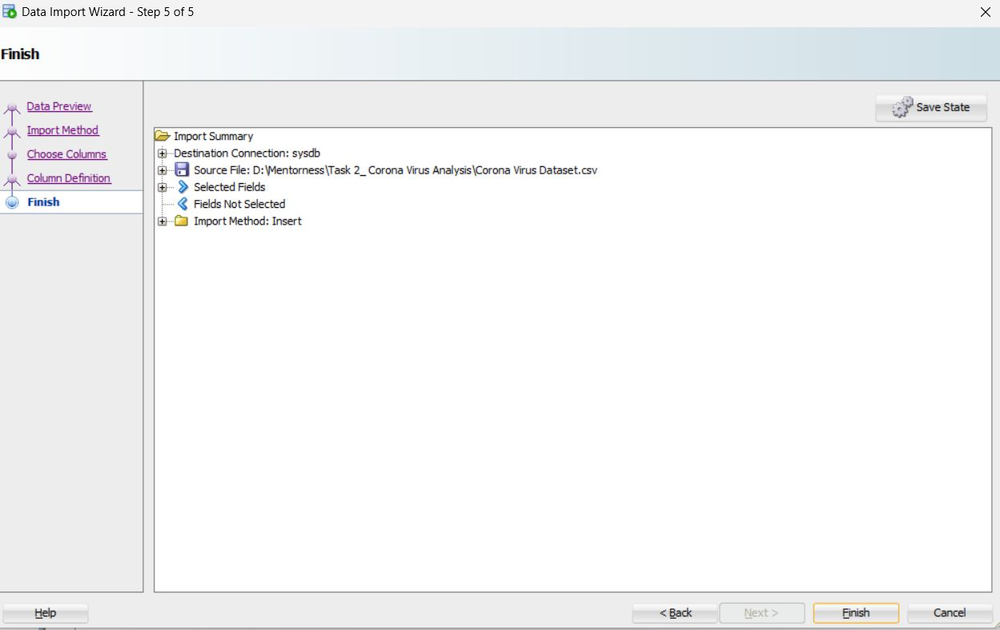 Data Import Wizard - Step 5 of 5
Finish
Data Preview
Import Method
Choose Columns
Column Definition
Finish
Save State
Import Summary
Destination Connection: sysdb
Source File: D:\Mentorness\Task 2_ Corona Virus Analysis\Corona Virus Dataset.csv
Selected Fields
Fields Not Selected
Import Method: Insert
Help
< Back
Next >
Finish
Cancel